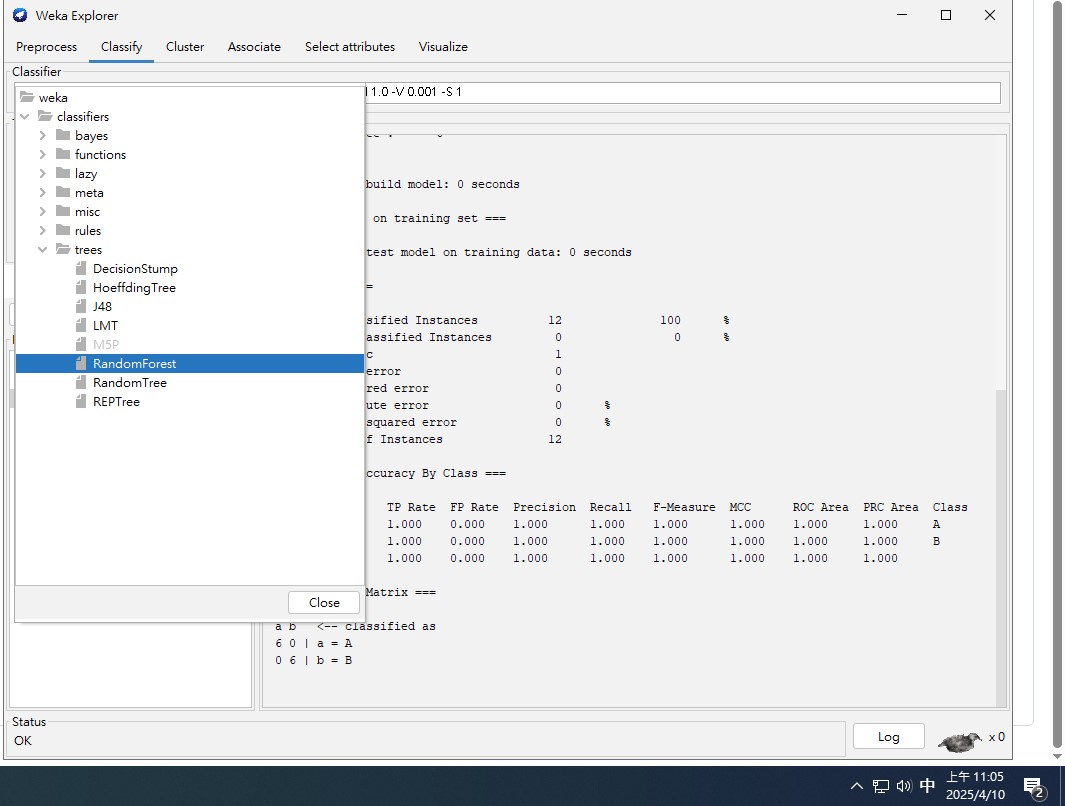 Weka Explorer
Preprocess Classify Cluster Associate Select attributes Visualize
Classifier
1.0 -V 0.001 -S 1
weka
classifiers
bayes
functions
lazy
meta
misc
rules
trees
DecisionStump
HoeffdingTree
J48
LMT
M5P
RandomForest
RandomTree
REPTree
Close
build model: 0 seconds
on training set ===
test model on training data: 0 seconds
=
sified Instances 12 100 %
assified Instances 0 0 %
c 1
error 0
red error 0
ute error 0 %
squared error 0 %
f Instances 12
ccuracy By Class ===
TP Rate FP Rate Precision Recall F-Measure MCC ROC Area PRC Area Class
1.000 0.000 1.000 1.000 1.000 1.000 1.000 1.000 A
1.000 0.000 1.000 1.000 1.000 1.000 1.000 1.000 B
1.000 0.000 1.000 1.000 1.000 1.000 1.000 1.000
Matrix ===
a b <-- classified as
6 0 | a = A
0 6 | b = B
Status
OK
Log
x 0
中
上午 11:05
2025/4/10
2